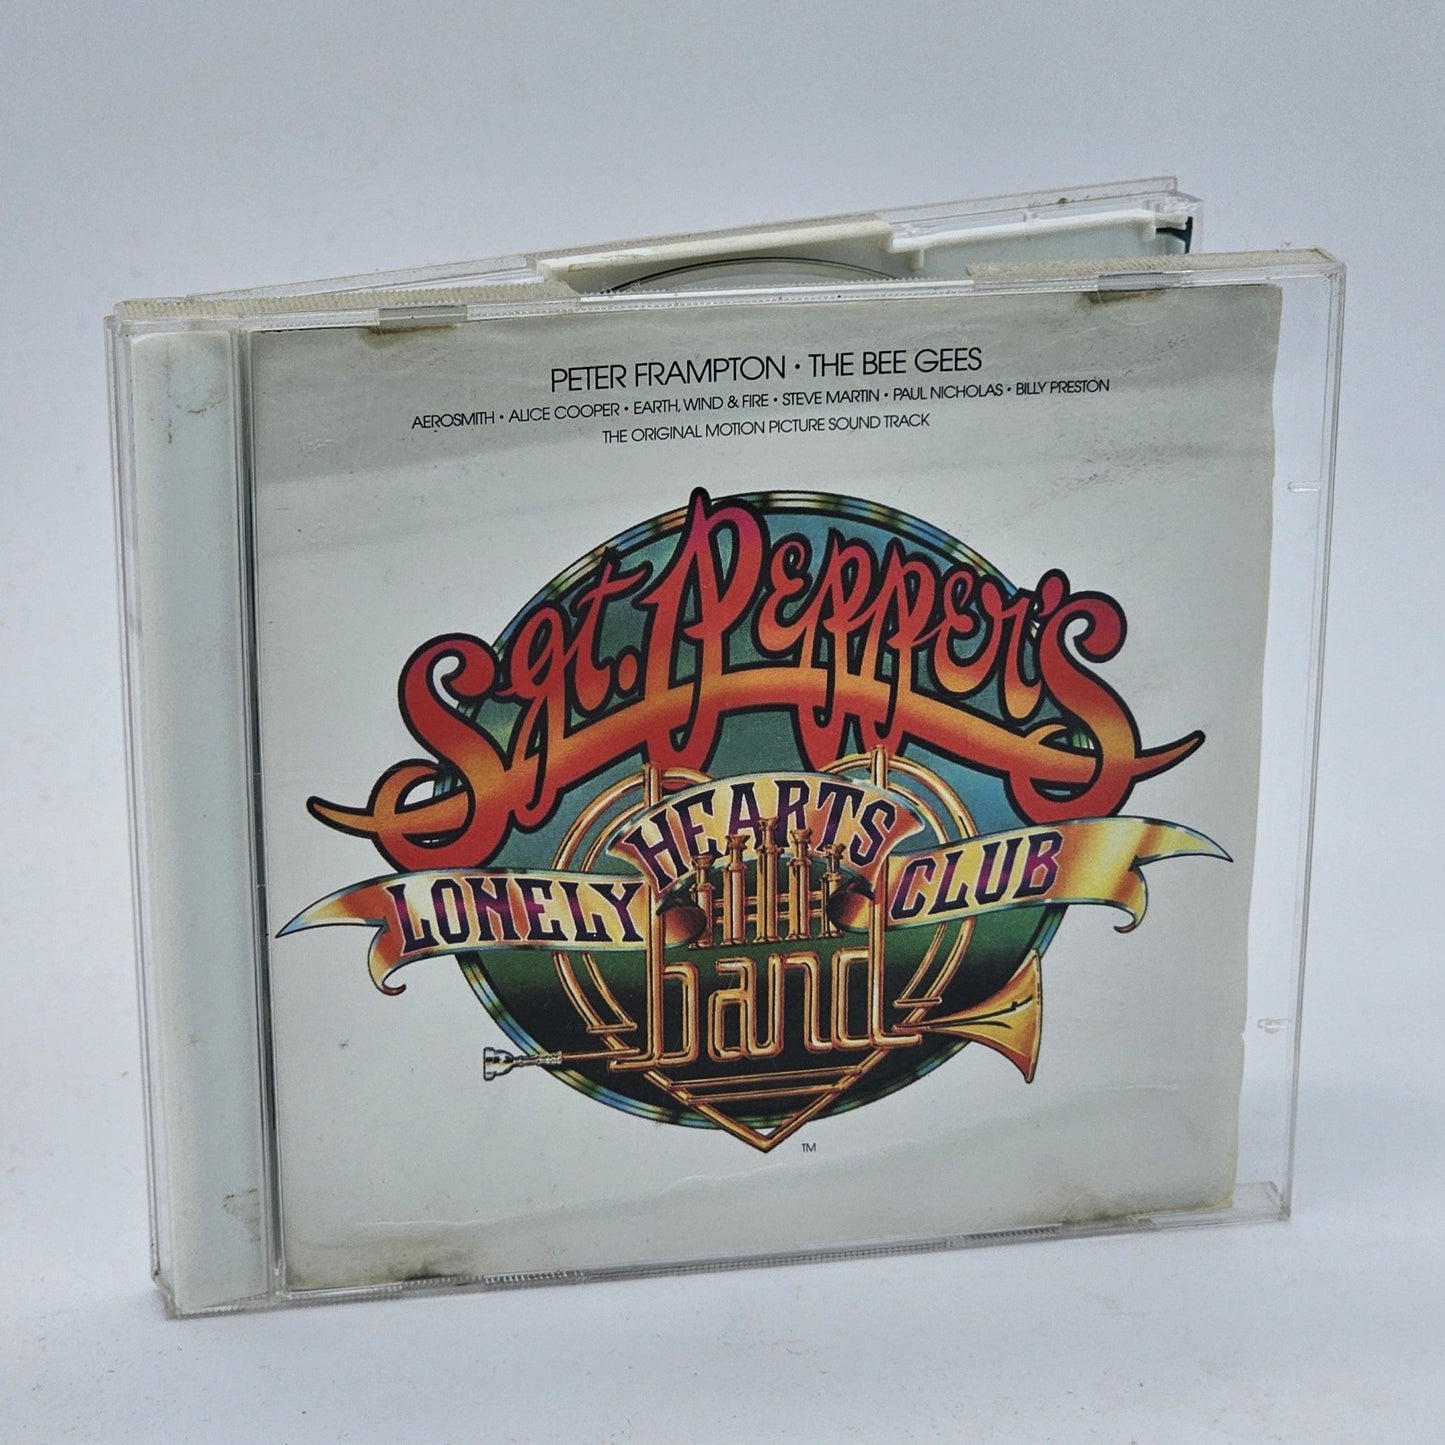 PETER FRAMPTON • THE BEE GEES
AEROSMITH • ALICE COOPER • EARTH, WIND & FIRE • STEVE MARTIN • PAUL NICHOLAS • BILLY PRESTON
THE ORIGINAL MOTION PICTURE SOUND TRACK
Sgt. Pepper's
LONELY HEARTS CLUB
band
TM